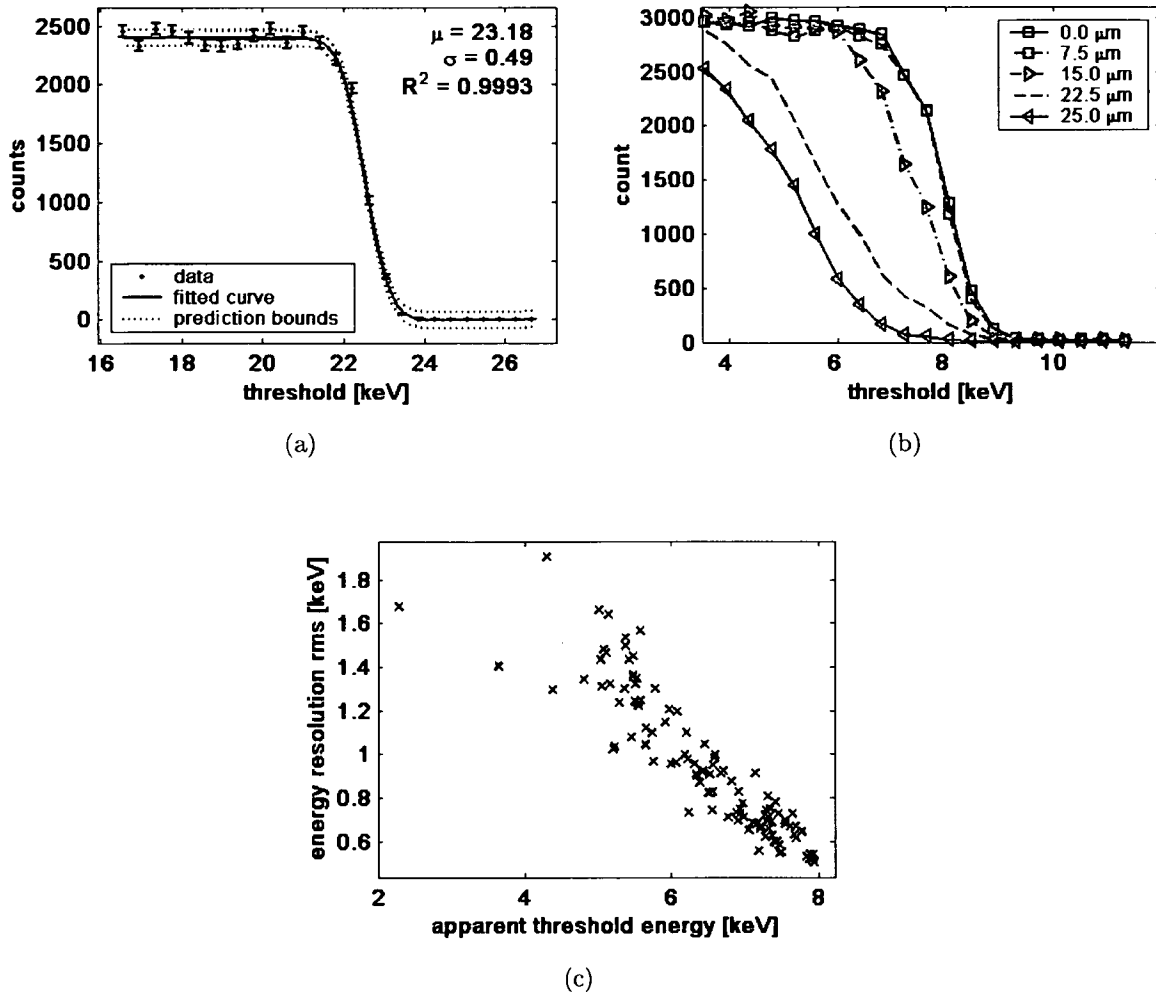 μ = 23.18
σ = 0.49
R² = 0.9993
counts
2500
2000
1500
1000
500
0
data
fitted curve
prediction bounds
16 18 20 22 24 26
threshold [keV]
(a)
0.0 μm
7.5 μm
15.0 μm
22.5 μm
25.0 μm
count
3000
2500
2000
1500
1000
500
0
4 6 8 10
threshold [keV]
(b)
energy resolution rms [keV]
1.8
1.6
1.4
1.2
1
0.8
0.6
2 4 6 8
apparent threshold energy [keV]
(c)